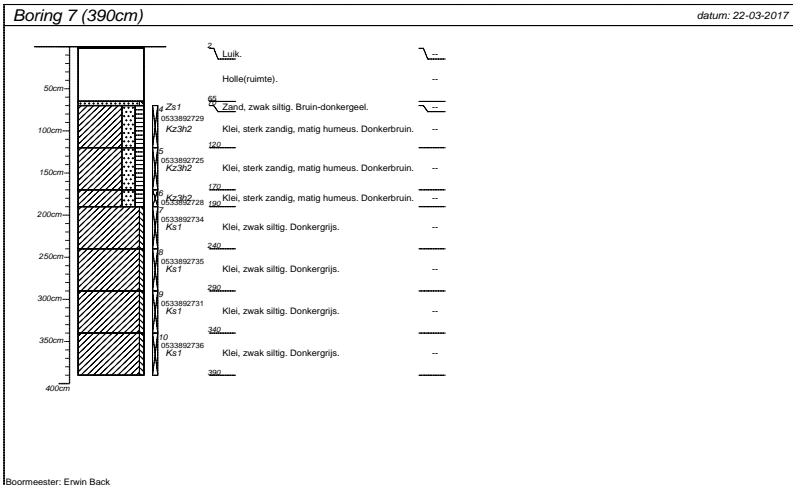 Boring 7 (390cm) datum: 22-03-2017
2 Luik. --
Holle(ruimte). --
50cm
65
70
4 Zs1 Zand, zwak siltig. Bruin-donkergeel. --
0533892729
100cm Kz3h2 Klei, sterk zandig, matig humeus. Donkerbruin. --
120
5
0533892725
150cm Kz3h2 Klei, sterk zandig, matig humeus. Donkerbruin. --
170
6
Kz3h2 Klei, sterk zandig, matig humeus. Donkerbruin. --
0533892728 190
7
200cm
0533892734
Ks1 Klei, zwak siltig. Donkergrijs. --
240
8
250cm
0533892735
Ks1 Klei, zwak siltig. Donkergrijs. --
290
9
300cm
0533892731
Ks1 Klei, zwak siltig. Donkergrijs. --
340
10
350cm
0533892736
Ks1 Klei, zwak siltig. Donkergrijs. --
390
400cm
Boormeester: Erwin Back